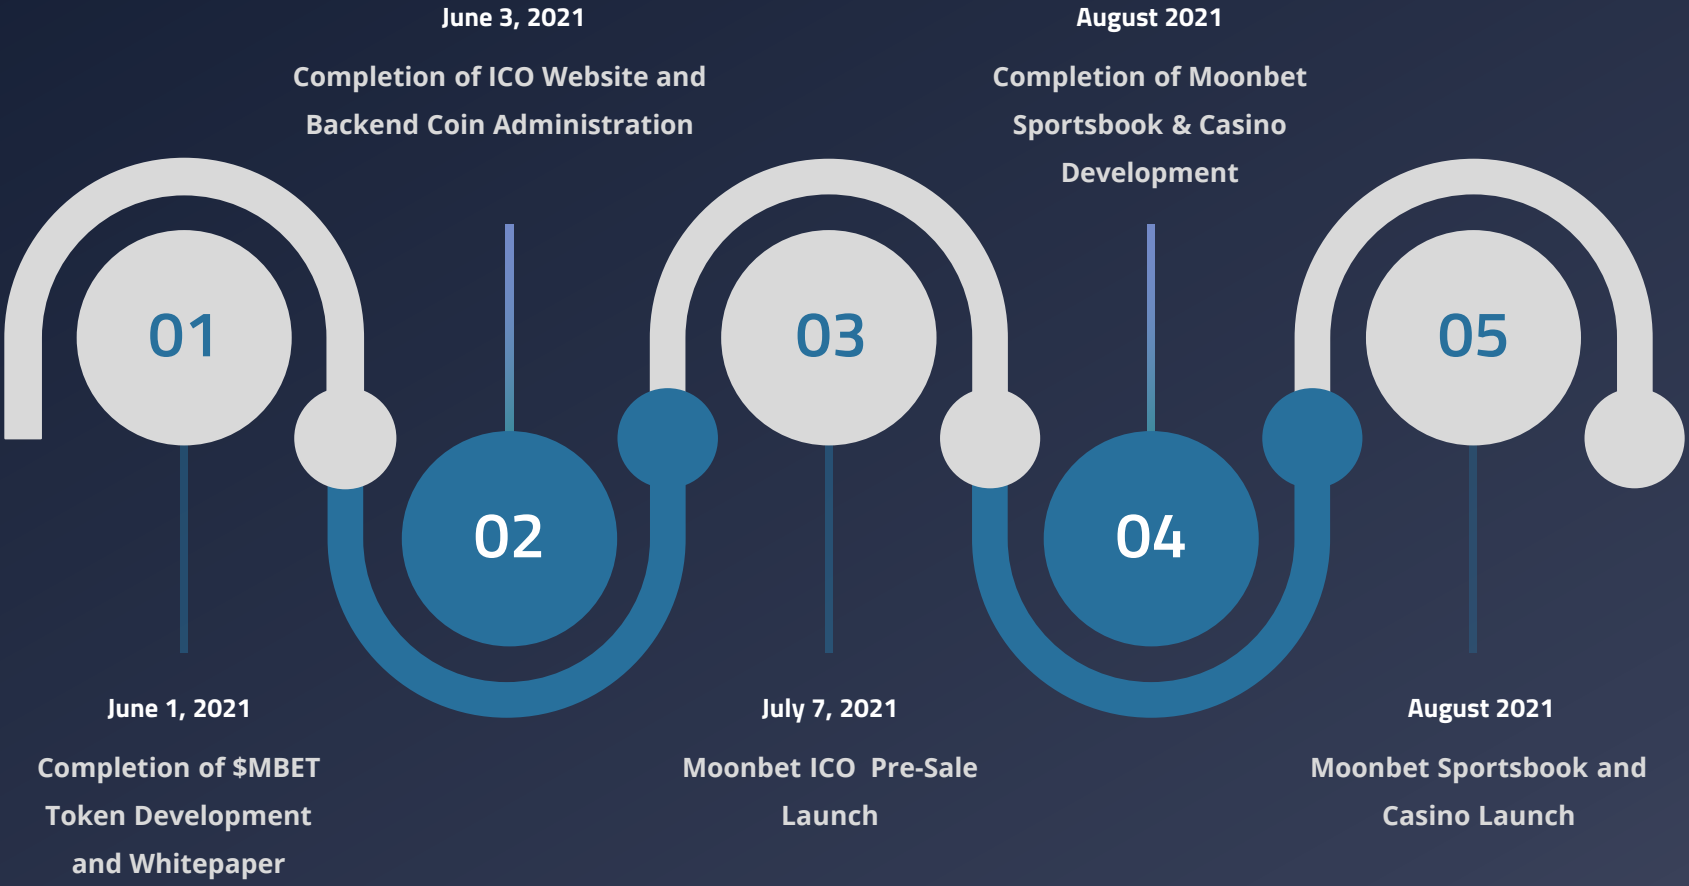 June 3, 2021
Completion of ICO Website and
Backend Coin Administration
August 2021
Completion of Moonbet
Sportsbook & Casino
Development
01
02
03
04
05
June 1, 2021
Completion of $MBET
Token Development
and Whitepaper
July 7, 2021
Moonbet ICO  Pre-Sale
Launch
August 2021
Moonbet Sportsbook and
Casino Launch